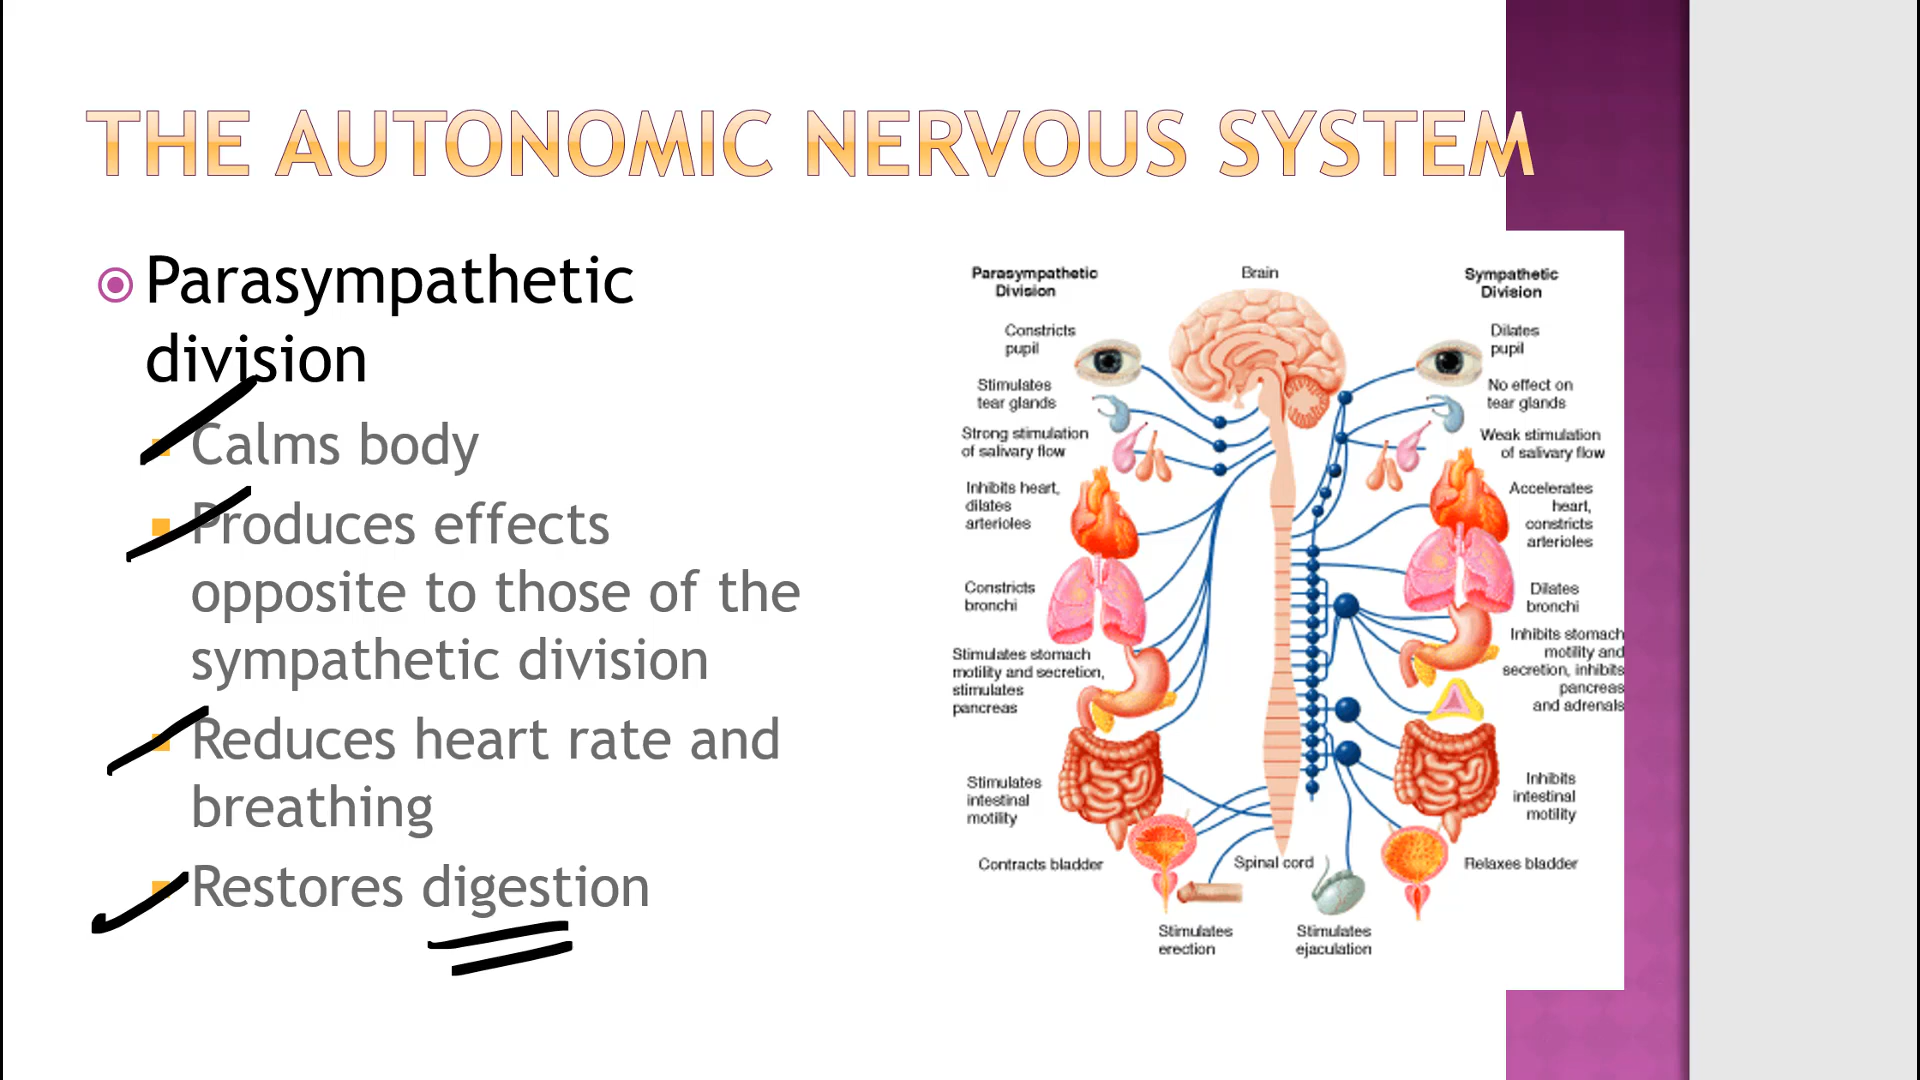 THE AUTONOMIC NERVOUS SYSTEM
Parasympathetic
division
Calms body
Produces effects
opposite to those of the
sympathetic division
Reduces heart rate and
breathing
Restores digestion
Parasympathetic
Division
Brain
Sympathetic
Division
Constricts
pupil
Dilates
pupil
Stimulates
tear glands
No effect on
tear glands
Strong stimulation
of salivary flow
Weak stimulation
of salivary flow
Inhibits heart,
dilates
arterioles
Accelerates
heart,
constricts
arterioles
Constricts
bronchi
Dilates
bronchi
Stimulates stomach
motility and secretion,
stimulates
pancreas
Inhibits stomach
motility and
secretion, inhibits
pancreas
and adrenals
Stimulates
intestinal
motility
Inhibits
intestinal
motility
Contracts bladder
Spinal cord
Relaxes bladder
Stimulates
erection
Stimulates
ejaculation